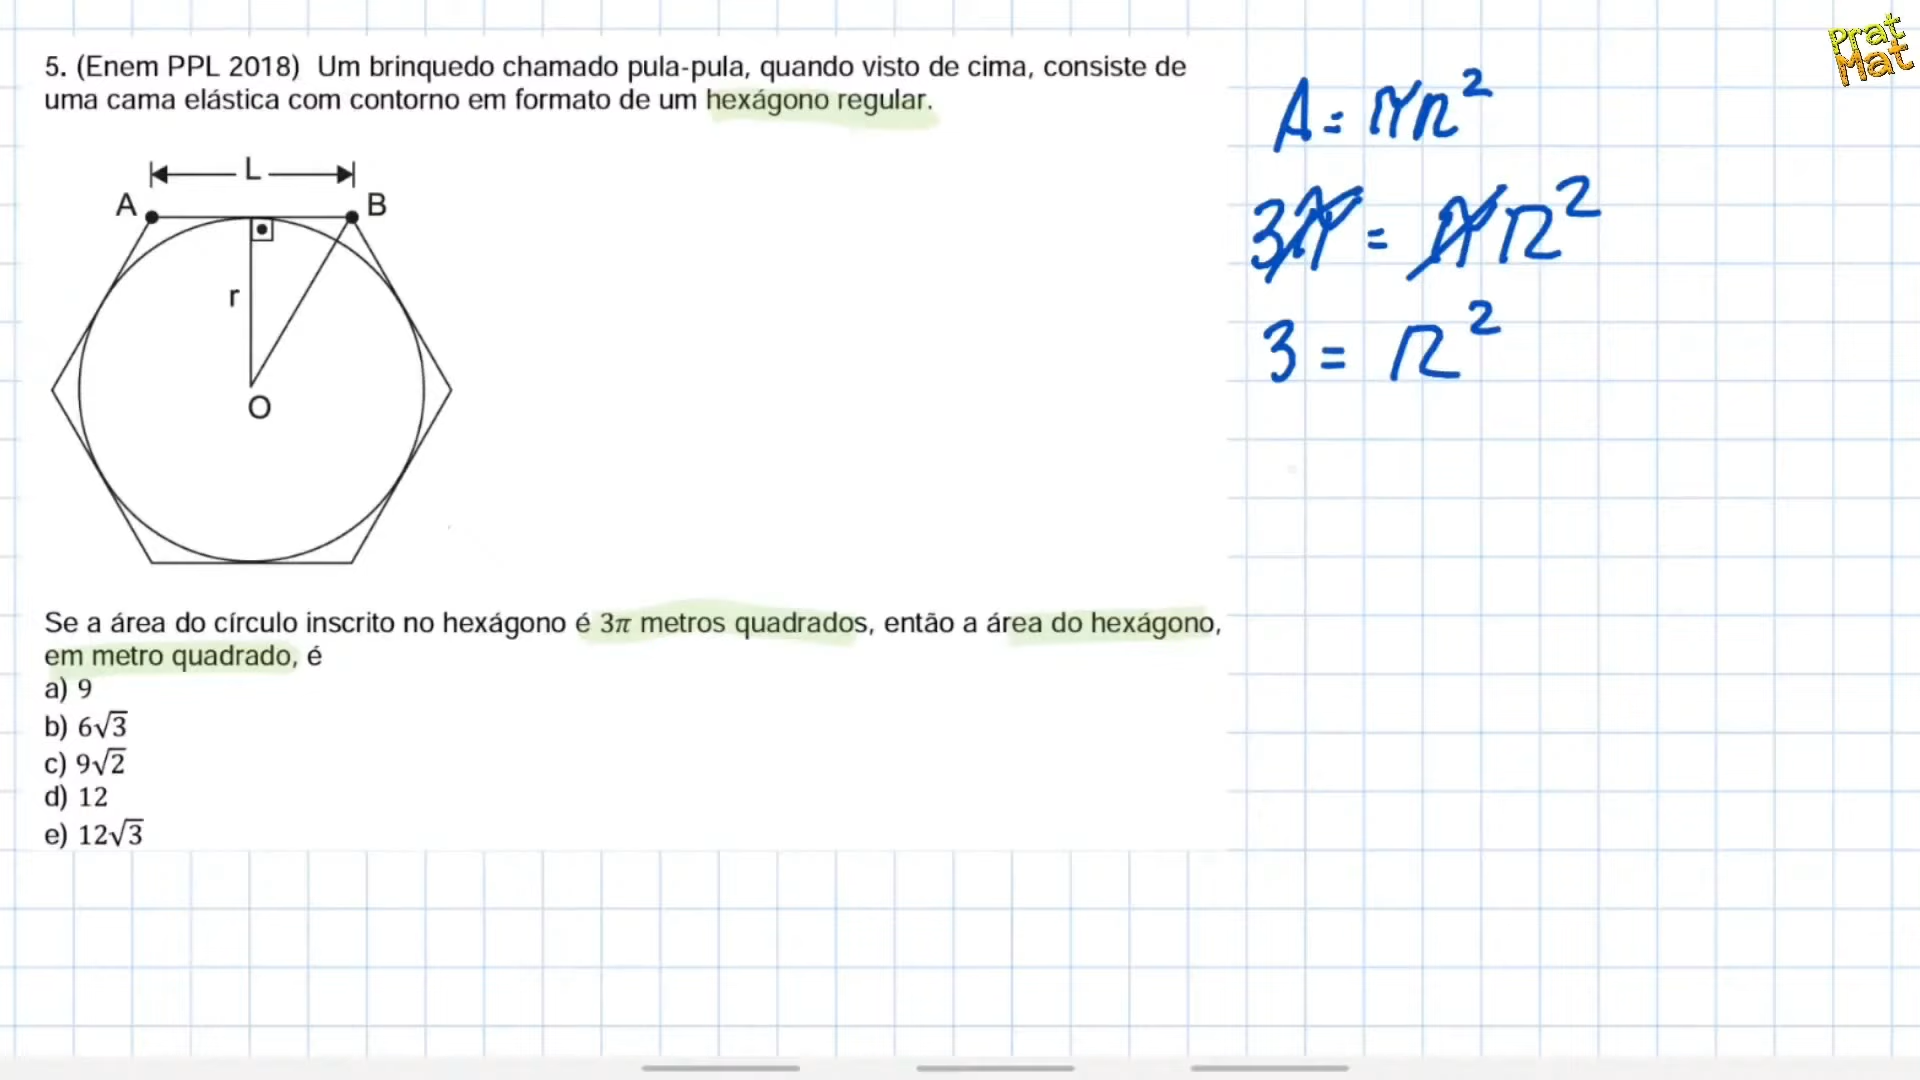 5. (Enem PPL 2018) Um brinquedo chamado pula-pula, quando visto de cima, consiste de
uma cama elástica com contorno em formato de um hexágono regular.
L
A
B
r
O
Se a área do círculo inscrito no hexágono é 3π metros quadrados, então a área do hexágono,
em metro quadrado, é
a) 9
b) 6√3
c) 9√2
d) 12
e) 12√3
A = πR²
3π = πR²
3 = R²
Prat
Mat